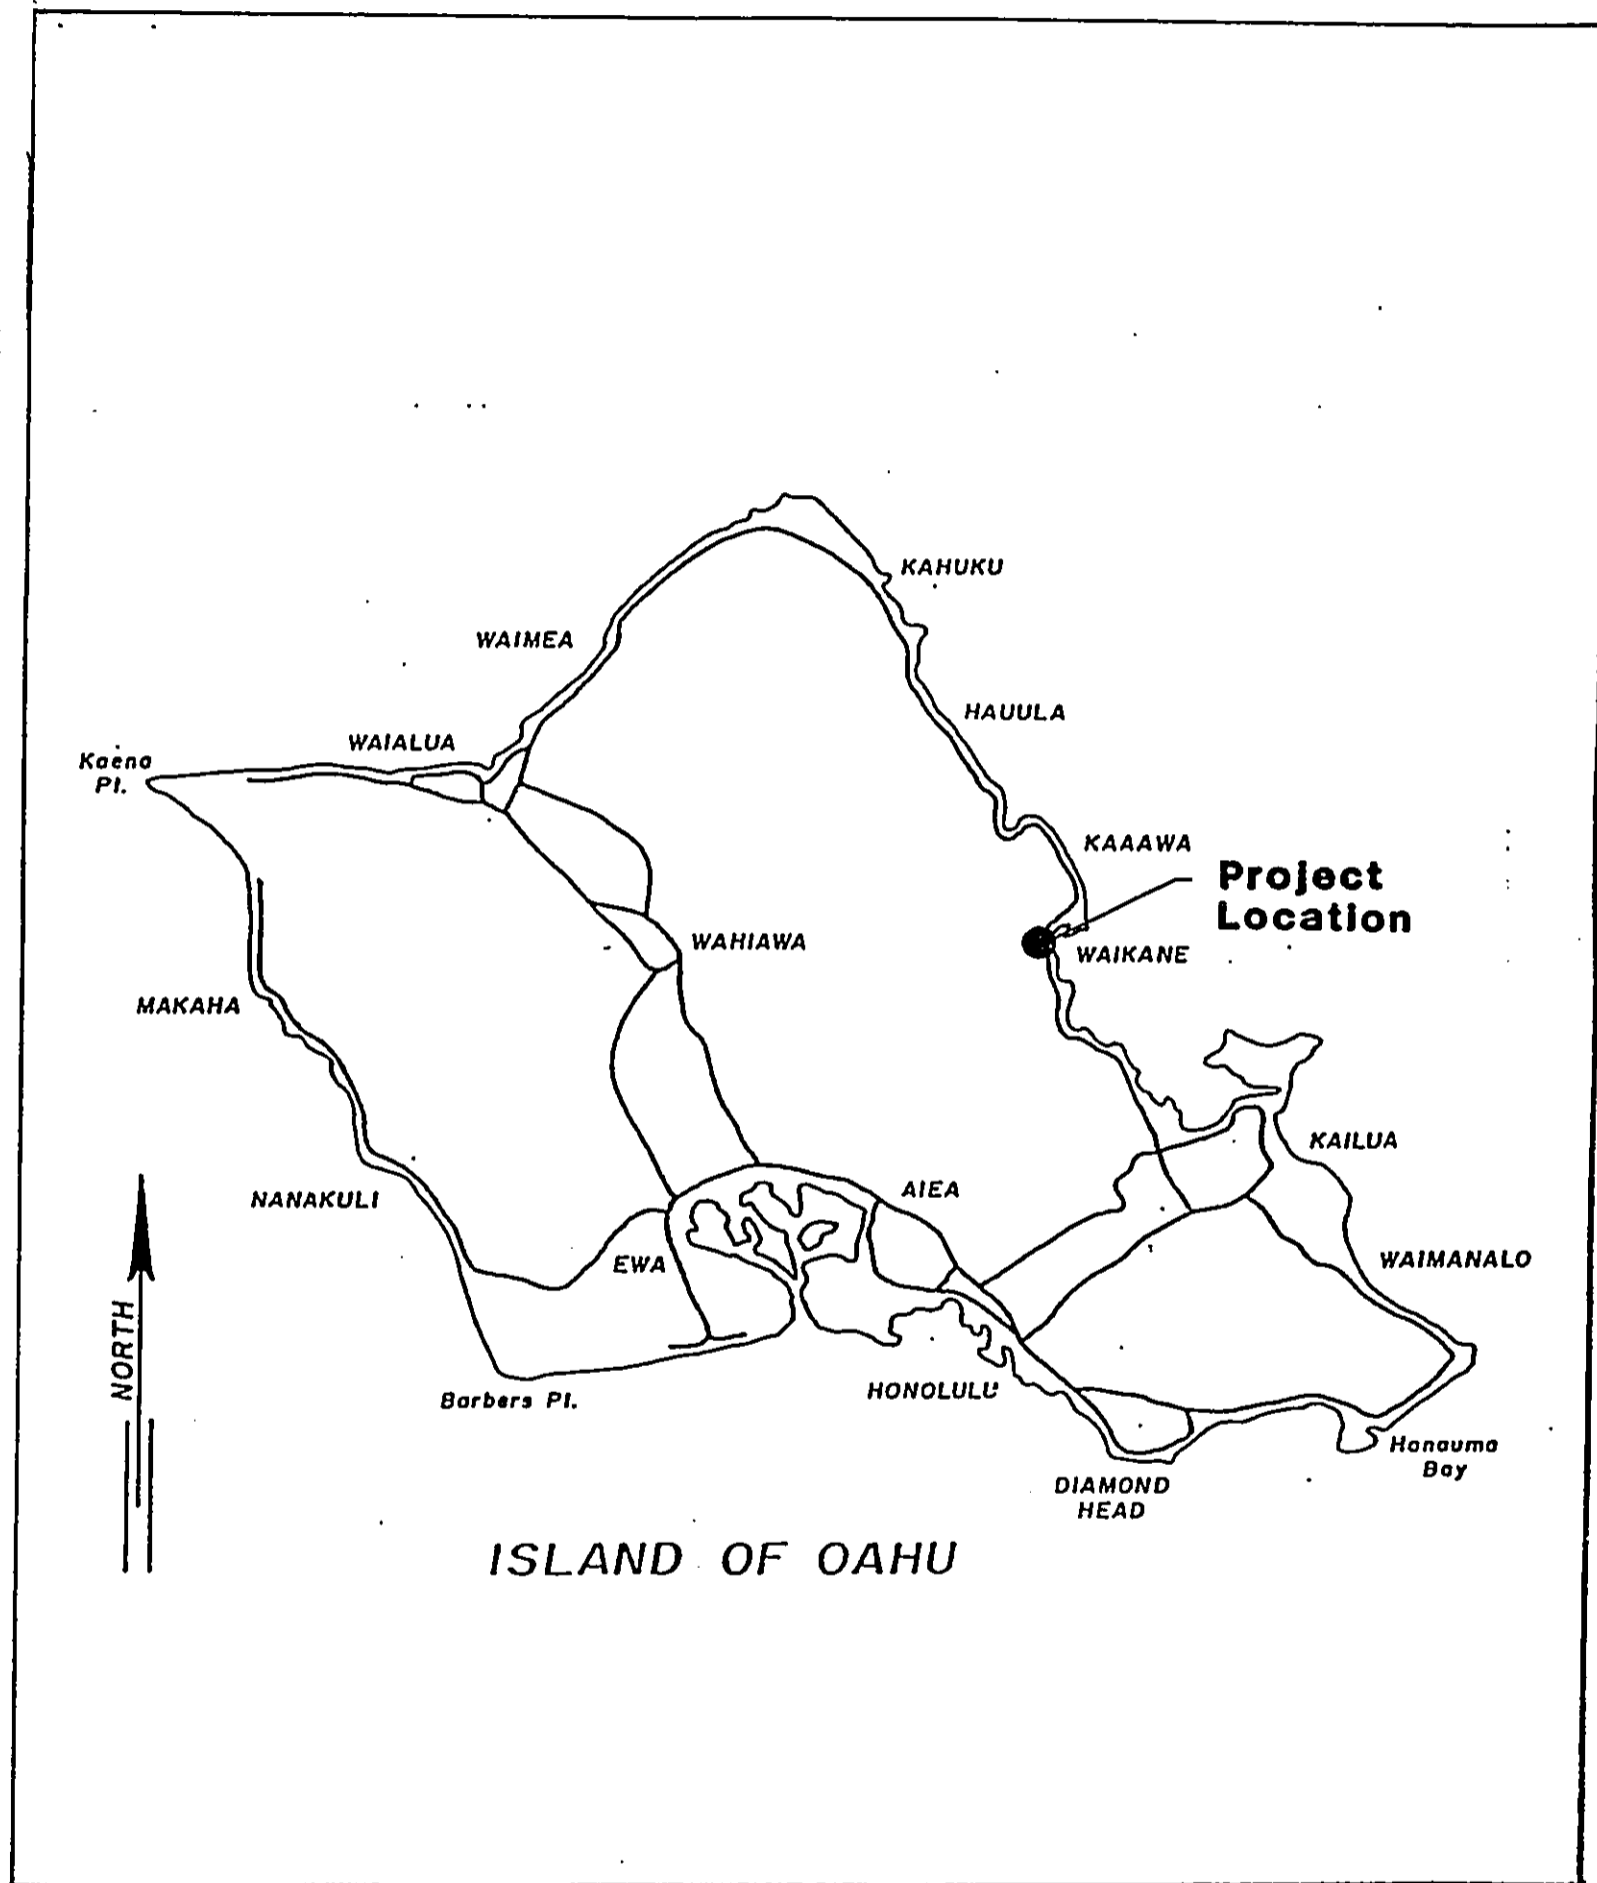 KAHUKU
WAIMEA
HAUULA
WAIALUA
Kaena
Pt.
KAAAWA
Project
Location
WAHIAWA
WAIKANE
MAKAHA
KAILUA
AIEA
NANAKULI
WAIMANALO
EWA
NORTH
HONOLULU
Barbers Pt.
Hanauma
Bay
DIAMOND
HEAD
ISLAND OF OAHU